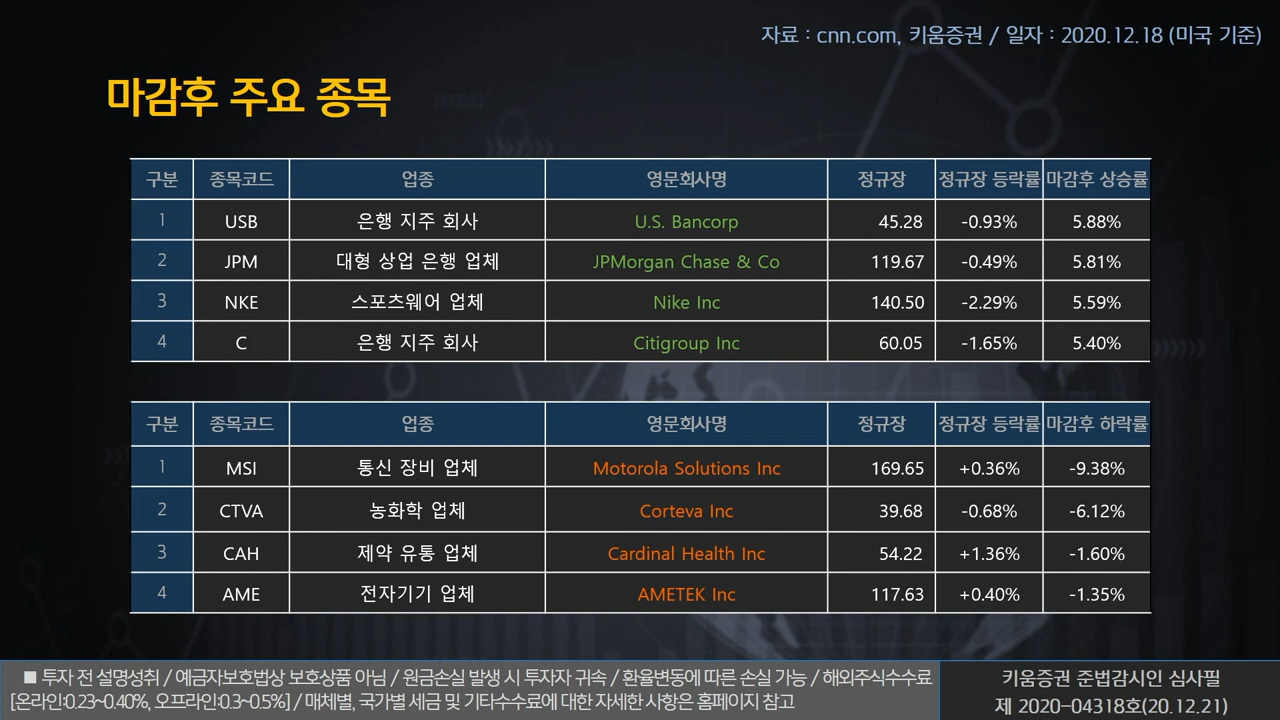 자료 : cnn.com, 키움증권 / 일자 : 2020.12.18 (미국 기준)
마감후 주요 종목
구분 종목코드 업종 영문회사명 정규장 정규장 등락률 마감후 상승률
1 USB 은행 지주 회사 U.S. Bancorp 45.28 -0.93% 5.88%
2 JPM 대형 상업 은행 업체 JPMorgan Chase & Co 119.67 -0.49% 5.81%
3 NKE 스포츠웨어 업체 Nike Inc 140.50 -2.29% 5.59%
4 C 은행 지주 회사 Citigroup Inc 60.05 -1.65% 5.40%
구분 종목코드 업종 영문회사명 정규장 정규장 등락률 마감후 하락률
1 MSI 통신 장비 업체 Motorola Solutions Inc 169.65 +0.36% -9.38%
2 CTVA 농화학 업체 Corteva Inc 39.68 -0.68% -6.12%
3 CAH 제약 유통 업체 Cardinal Health Inc 54.22 +1.36% -1.60%
4 AME 전자기기 업체 AMETEK Inc 117.63 +0.40% -1.35%
■ 투자 전 설명성취 / 예금자보호법상 보호상품 아님 / 원금손실 발생 시 투자자 귀속 / 환율변동에 따른 손실 가능 / 해외주식수수료
[온라인:0.23~0.40%, 오프라인:0.3~0.5%] / 매체별, 국가별 세금 및 기타수수료에 대한 자세한 사항은 홈페이지 참고
키움증권 준법감시인 심사필
제 2020-04318호(20.12.21)